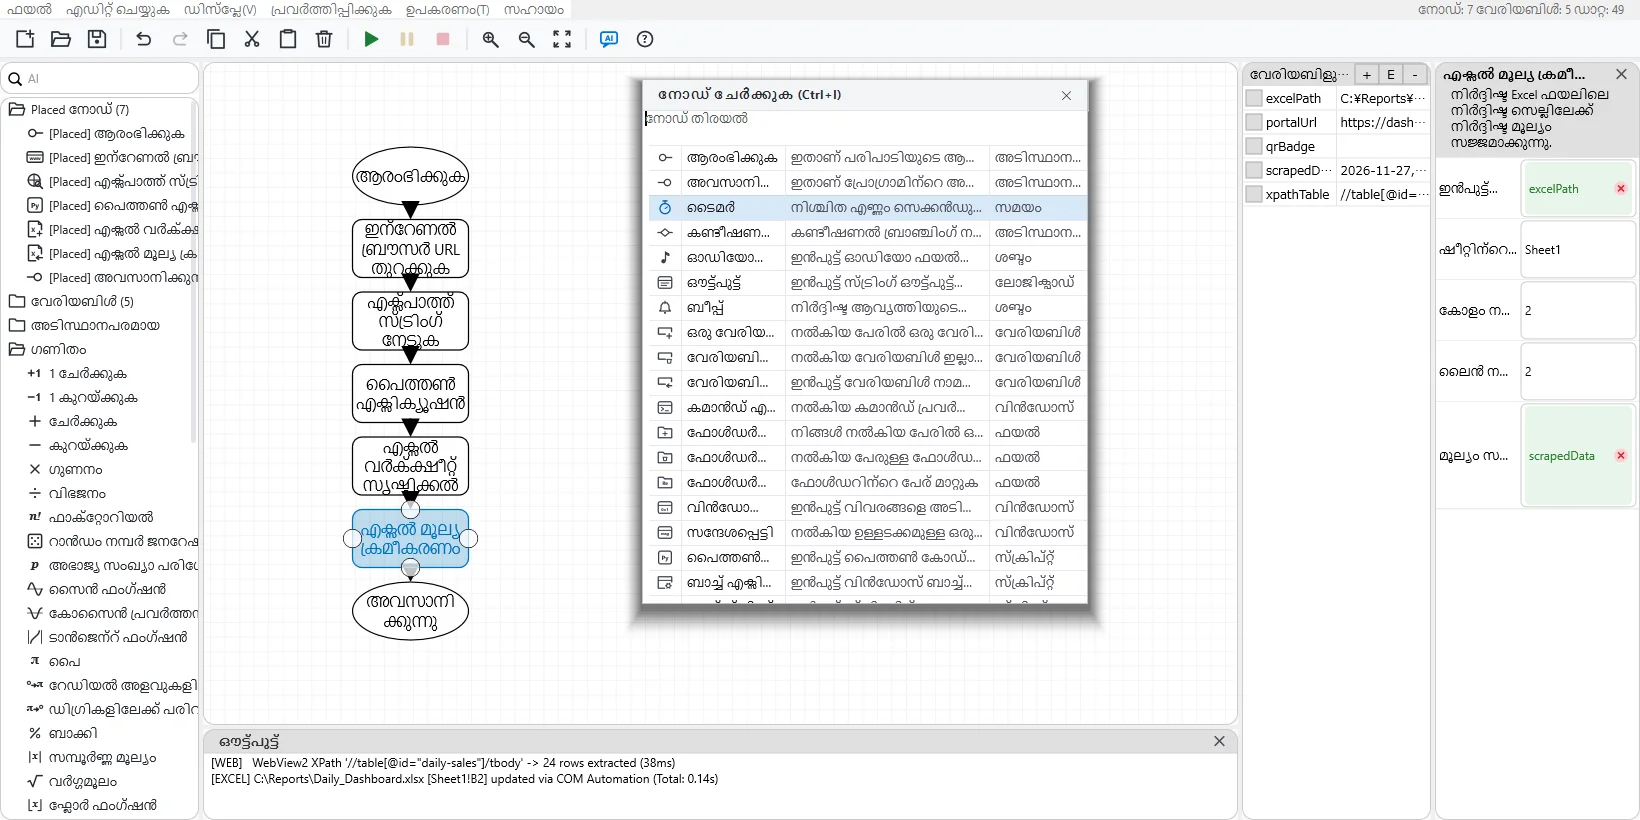 ഫയൽ എഡിറ്റ് ചെയ്യുക ഡിസ്പ്ലേ(V) പ്രവർത്തിപ്പിക്കുക ഉപകരണം(T) സഹായം
നോഡ്: 7 വേരിയബിൾ: 5 ഡാറ്റ: 49
AI
AI
Placed നോഡ് (7)
[Placed] ആരംഭിക്കുക
[Placed] ഇന്റേണൽ ബ്രൗ
[Placed] എക്സ്പാത്ത് സ്ട്രി
[Placed] പൈത്തൺ എക്സി
[Placed] എക്സൽ വർക്ക്ഷ
[Placed] എക്സൽ മൂല്യ ക്ര
[Placed] അവസാനിക്കുന്ന
വേരിയബിൾ (5)
അടിസ്ഥാനപരമായ
ഗണിതം
+1 1 ചേർക്കുക
−1 1 കുറയ്ക്കുക
+ ചേർക്കുക
− കുറയ്ക്കുക
× ഗുണനം
÷ വിഭജനം
n! ഫാക്റ്റോറിയൽ
റാൻഡം നമ്പർ ജനറേഷ
p അഭാജ്യ സംഖ്യാ പരിശോ
സൈൻ ഫംഗ്ഷൻ
കോസൈൻ പ്രവർത്തന
ടാൻജെന്റ് ഫംഗ്ഷൻ
π പൈ
°→π റേഡിയൽ അളവുകളി
π→° ഡിഗ്രികളിലേക്ക് പരിവ
% ബാക്കി
|x| സമ്പൂർണ്ണ മൂല്യം
√ വർഗ്ഗമൂലം
⌊x⌋ ഫ്ലോർ ഫംഗ്ഷൻ
ആരംഭിക്കുക
ഇന്റേണൽ
ബ്രൗസർ URL
തുറക്കുക
എക്സ്പാത്ത്
സ്ട്രിംഗ്
നേടുക
പൈത്തൺ
എക്സിക്യൂഷൻ
എക്സൽ
വർക്ക്ഷീറ്റ്
സൃഷ്ടിക്കൽ
എക്സൽ മൂല്യ
ക്രമീകരണം
അവസാനി
ക്കുന്നു
നോഡ് ചേർക്കുക (Ctrl+I)
നോഡ് തിരയൽ
ആരംഭിക്കുക ഇതാണ് പരിപാടിയുടെ ആ... അടിസ്ഥാന...
അവസാനി... ഇതാണ് പ്രോഗ്രാമിന്റെ അ... അടിസ്ഥാന...
ടൈമർ നിശ്ചിത എണ്ണം സെക്കൻഡു... സമയം
കണ്ടീഷണ... കണ്ടീഷണൽ ബ്രാഞ്ചിംഗ് ന... അടിസ്ഥാന...
ഓഡിയോ... ഇൻപുട്ട് ഓഡിയോ ഫയൽ... ശബ്ദം
ഔട്ട്പുട്ട് ഇൻപുട്ട് സ്ട്രിംഗ് ഔട്ട്പുട്ട്... ലോജിക്കാഡ്
ബീപ്പ് നിർദ്ദിഷ്ട ആവൃത്തിയുടെ... ശബ്ദം
ഒരു വേരിയ... നൽകിയ പേരിൽ ഒരു വേരി... വേരിയബിൾ
വേരിയബി... നൽകിയ വേരിയബിൾ ഇല്ലാ... വേരിയബിൾ
വേരിയബി... ഇൻപുട്ട് വേരിയബിൾ നാമ... വേരിയബിൾ
കമാൻഡ് എ... നൽകിയ കമാൻഡ് പ്രവർ... വിൻഡോസ്
ഫോൾഡർ... നിങ്ങൾ നൽകിയ പേരിൽ ഒ... ഫയൽ
ഫോൾഡർ... നൽകിയ പേരുള്ള ഫോൾഡ... ഫയൽ
ഫോൾഡർ... ഫോൾഡറിന്റെ പേര് മാറ്റുക ഫയൽ
വിൻഡോ... ഇൻപുട്ട് വിവരങ്ങളെ അടി... വിൻഡോസ്
സന്ദേശപ്പെട്ടി നൽകിയ ഉള്ളടക്കമുള്ള ഒരു... വിൻഡോസ്
പൈത്തൺ... ഇൻപുട്ട് പൈത്തൺ കോഡ്... സ്ക്രിപ്റ്റ്
ബാച്ച് എക്സി... ഇൻപുട്ട് വിൻഡോസ് ബാച്ച്... സ്ക്രിപ്റ്റ്
ഔട്ട്പുട്ട്
[WEB] WebView2 XPath '//table[@id="daily-sales"]/tbody' -> 24 rows extracted (38ms)
[EXCEL] C:\Reports\Daily_Dashboard.xlsx [Sheet1!B2] updated via COM Automation (Total: 0.14s)
വേരിയബിളു... + E -
excelPath C:¥Reports¥...
portalUrl https://dash...
qrBadge
scrapedD... 2026-11-27,...
xpathTable //table[@id=...
എക്സൽ മൂല്യ ക്രമീ...
നിർദ്ദിഷ്ട Excel ഫയലിലെ
നിർദ്ദിഷ്ട സെല്ലിലേക്ക്
നിർദ്ദിഷ്ട മൂല്യം
സജ്ജമാക്കുന്നു.
ഇൻപുട്ട്... excelPath
ഷീറ്റിന്റെ... Sheet1
കോളം ന... 2
ലൈൻ ന... 2
മൂല്യം സ... scrapedData